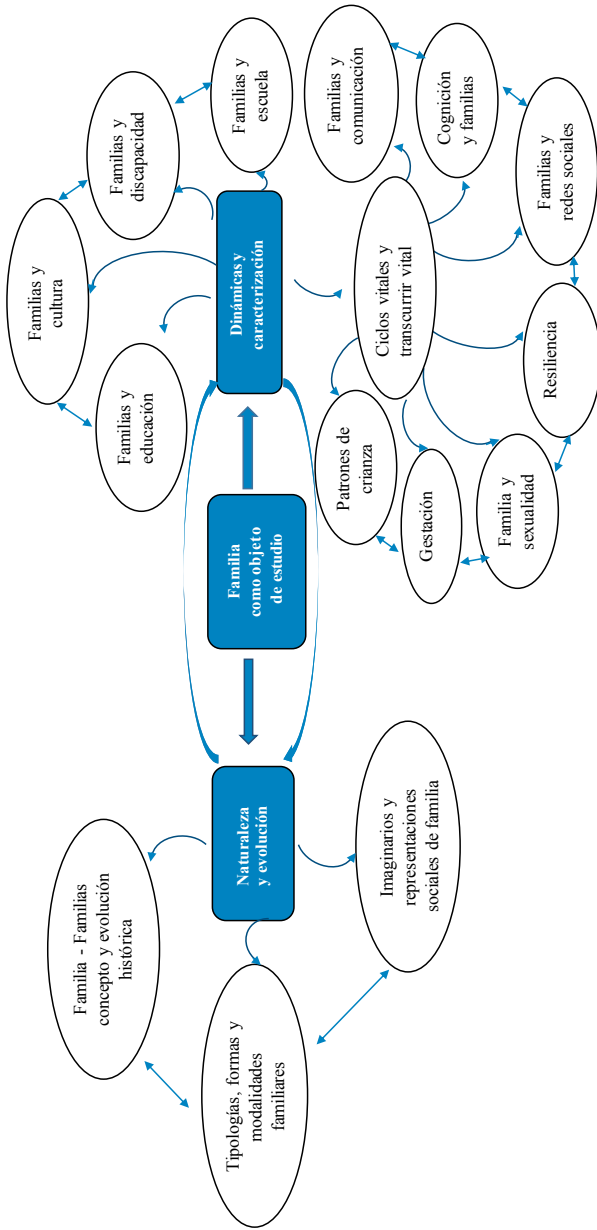 Familia - Familias
concepto y evolución
histórica
Tipologías, formas y
modalidades
familiares
Imaginarios y
representaciones
sociales de familia
Naturaleza
y evolución
Familia
como objeto
de estudio
Dinámicas y
caracterización
Familias y
educación
Familias y
cultura
Familias y
discapacidad
Familias y
escuela
Ciclos vitales y
transcurrir vital
Patrones de
crianza
Gestación
Familia y
sexualidad
Resiliencia
Familias y
redes sociales
Cognición
y familias
Familias y
comunicación